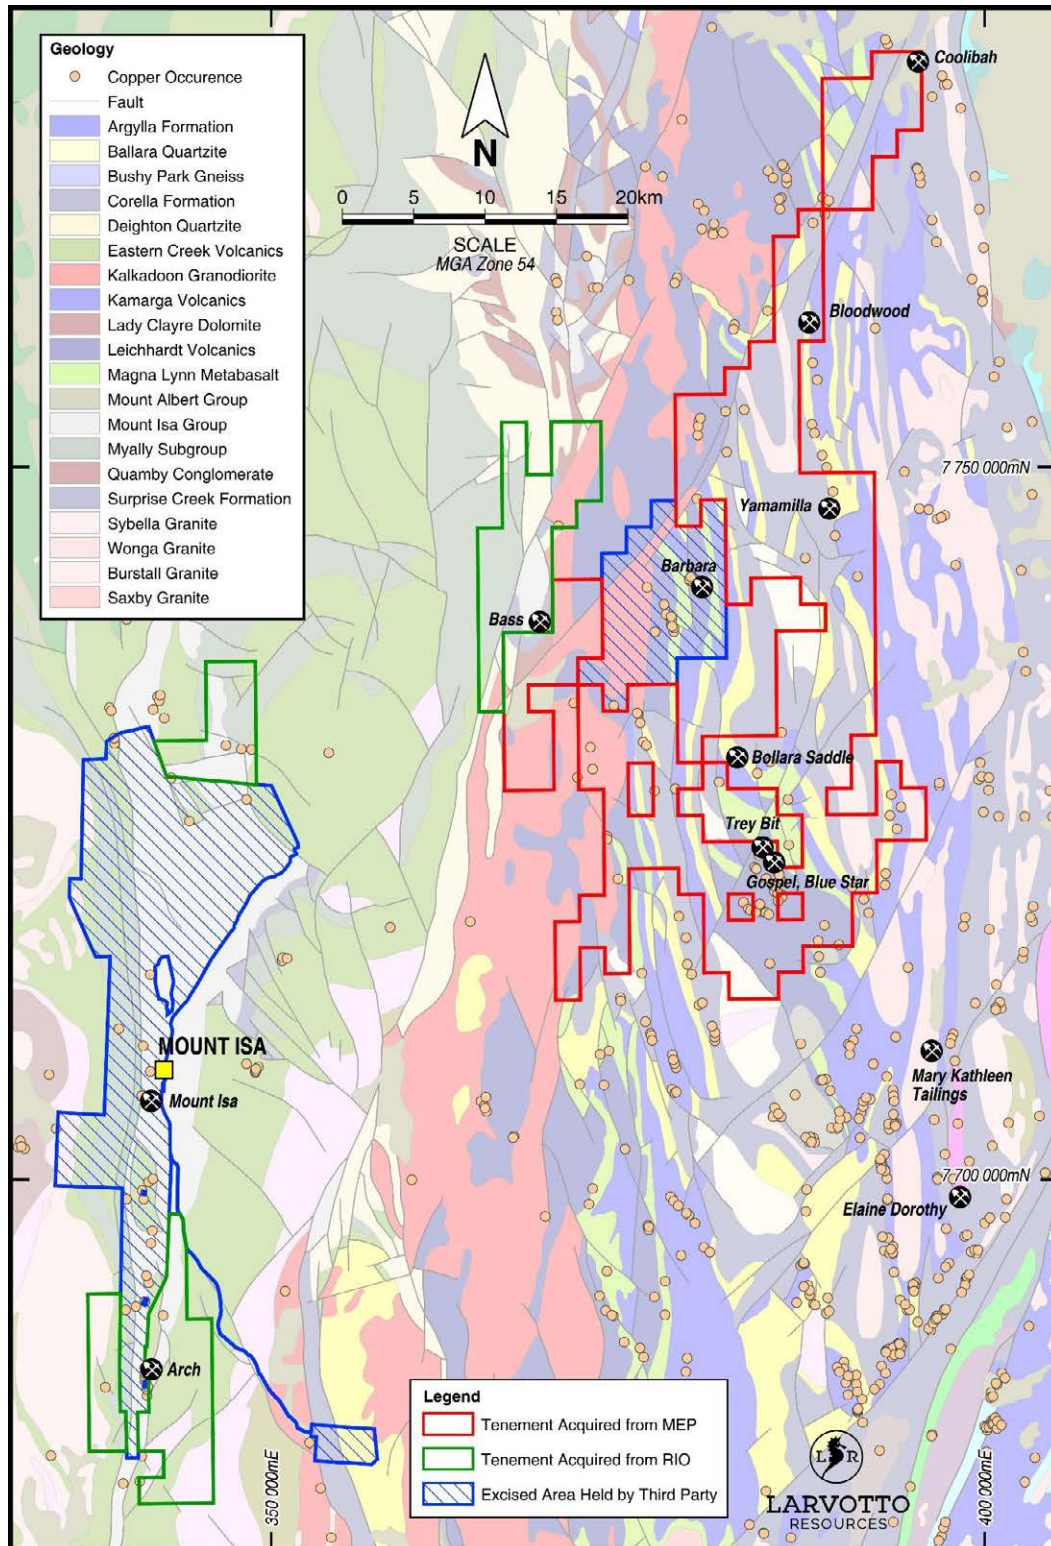 Geology
Copper Occurence
Fault
Argylla Formation
Ballara Quartzite
Bushy Park Gneiss
Corella Formation
Deighton Quartzite
Eastern Creek Volcanics
Kalkadoon Granodiorite
Kamarga Volcanics
Lady Clayre Dolomite
Leichhardt Volcanics
Magna Lynn Metabasalt
Mount Albert Group
Mount Isa Group
Myally Subgroup
Quamby Conglomerate
Surprise Creek Formation
Sybella Granite
Wonga Granite
Burstall Granite
Saxby Granite
N
0 5 10 15 20km
SCALE
MGA Zone 54
Coolibah
Bloodwood
7 750 000mN
Yamamilla
Barbara
Bass
Bollara Saddle
Trey Bit
Gospel, Blue Star
MOUNT ISA
Mount Isa
Mary Kathleen
Tailings
7 700 000mN
Elaine Dorothy
Arch
Legend
Tenement Acquired from MEP
Tenement Acquired from RIO
Excised Area Held by Third Party
350 000mE
400 000mE
L R
LARVOTTO
RESOURCES